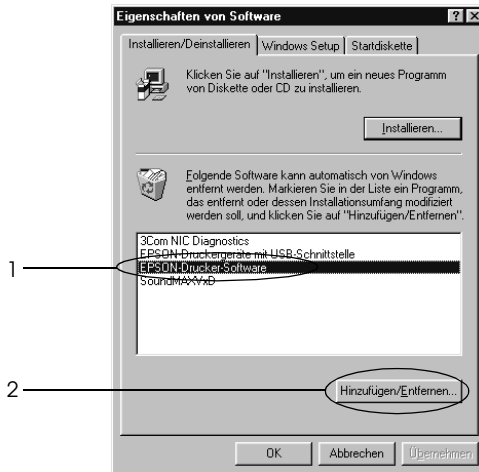 Eigenschaften von Software
Installieren/Deinstallieren Windows Setup Startdiskette
Klicken Sie auf "Installieren", um ein neues Programm
von Diskette oder CD zu installieren.
Installieren...
Folgende Software kann automatisch von Windows
entfernt werden. Markieren Sie in der Liste ein Programm,
das entfernt oder dessen Installationsumfang modifiziert
werden soll, und klicken Sie auf "Hinzufügen/Entfernen".
3Com NIC Diagnostics
EPSON-Druckergeräte mit USB-Schnittstelle
1
EPSON-Drucker-Software
SoundMAXVxD
2
Hinzufügen/Entfernen...
OK Abbrechen Übernehmen